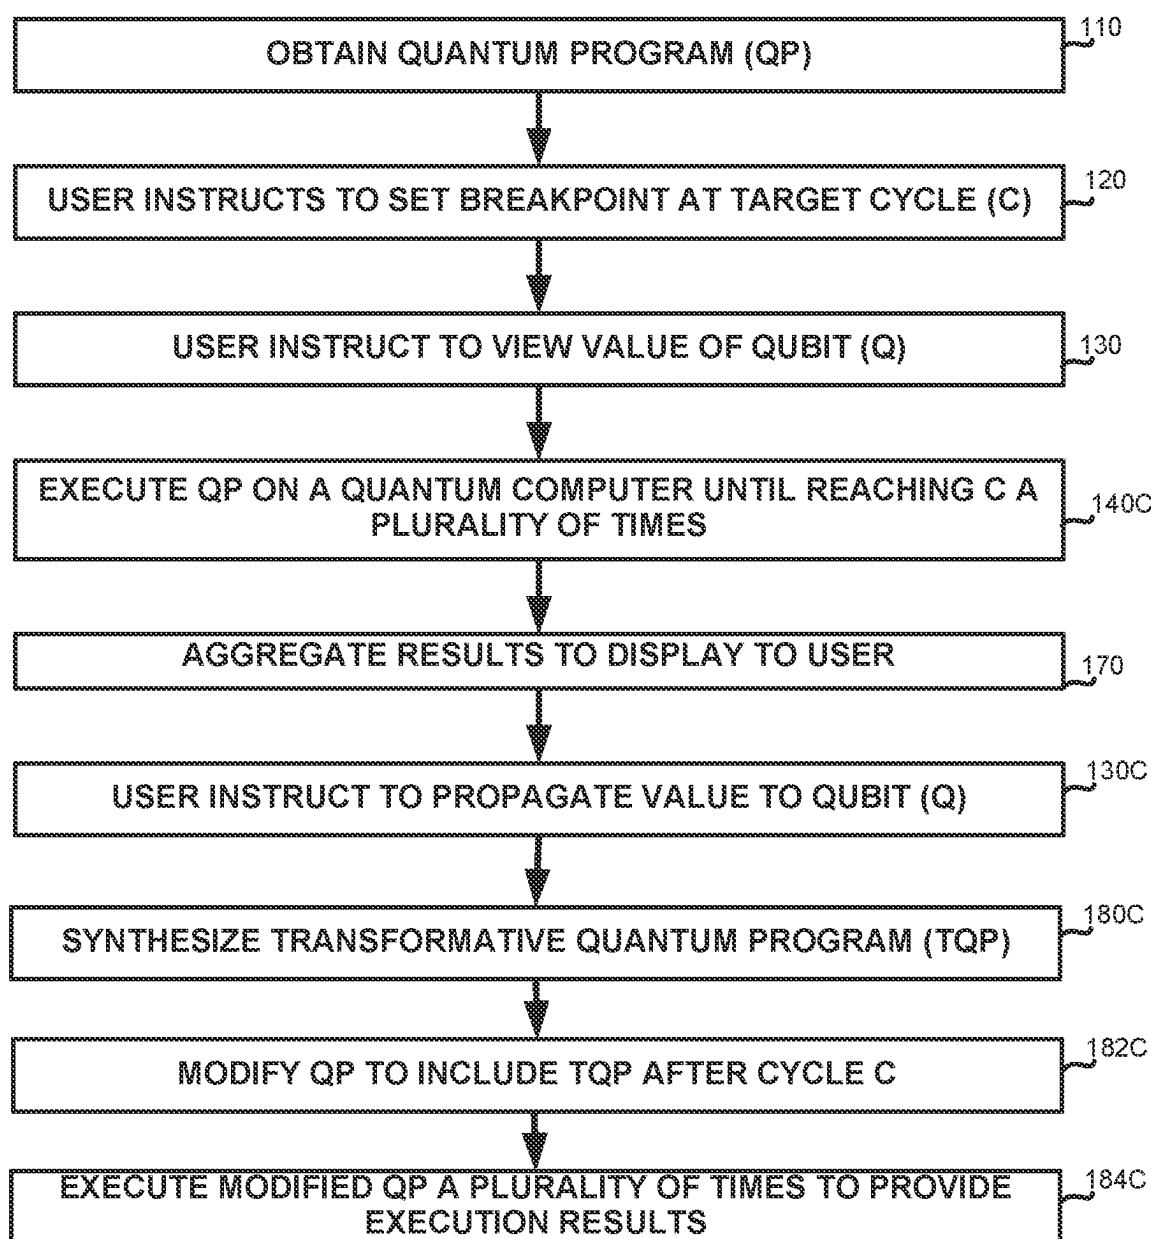 OBTAIN QUANTUM PROGRAM (QP)
110
USER INSTRUCTS TO SET BREAKPOINT AT TARGET CYCLE (C)
120
USER INSTRUCT TO VIEW VALUE OF QUBIT (Q)
130
EXECUTE QP ON A QUANTUM COMPUTER UNTIL REACHING C A
PLURALITY OF TIMES
140C
AGGREGATE RESULTS TO DISPLAY TO USER
170
USER INSTRUCT TO PROPAGATE VALUE TO QUBIT (Q)
130C
SYNTHESIZE TRANSFORMATIVE QUANTUM PROGRAM (TQP)
180C
MODIFY QP TO INCLUDE TQP AFTER CYCLE C
182C
EXECUTE MODIFIED QP A PLURALITY OF TIMES TO PROVIDE
EXECUTION RESULTS
184C